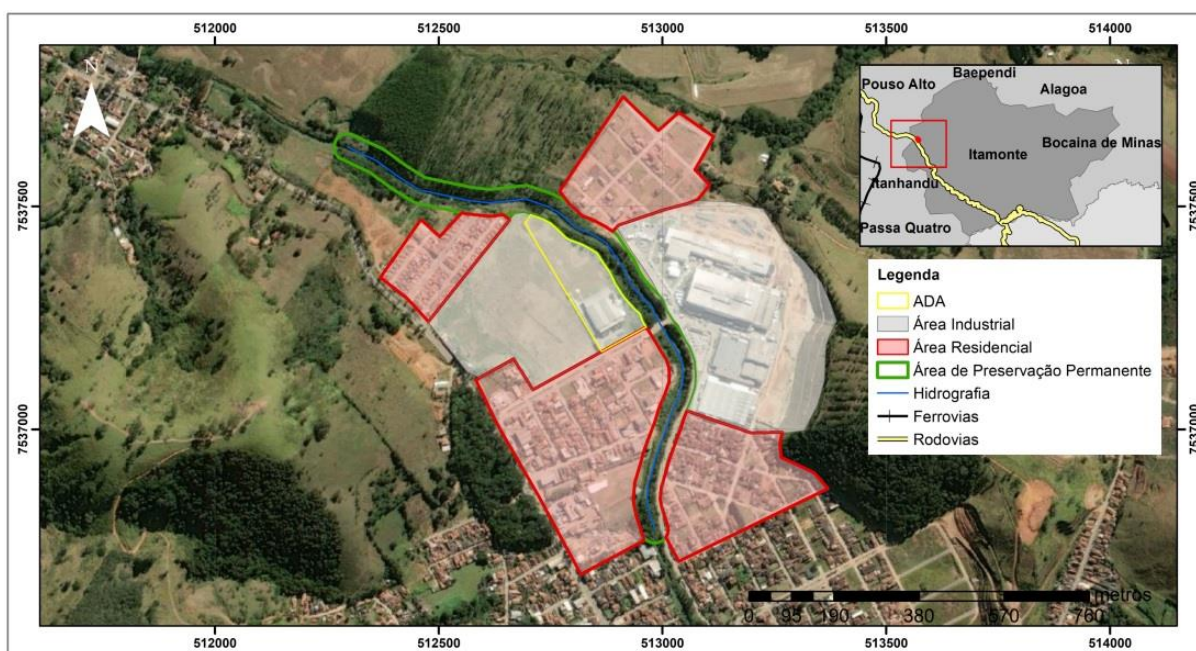 512000 512500 513000 513500 514000
N
Pouso Alto
Baependi
Alagoa
Bocaina de Minas
Itamonte
Itanhandu
Passa Quatro
7537500
7537500
Legenda
ADA
Área Industrial
Área Residencial
Área de Preservação Permanente
Hidrografia
Ferrovias
Rodovias
7537000
7537000
metros
0 95 190 380 570 760
512000 512500 513000 513500 514000